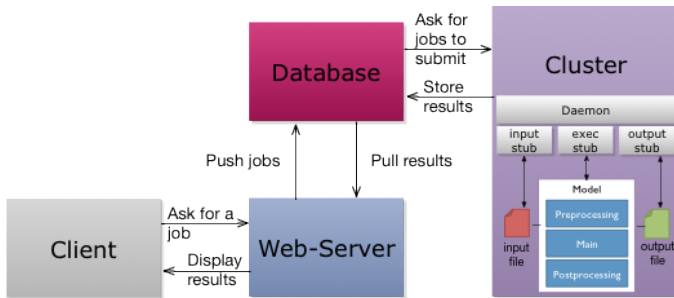 Database
Ask for
jobs to
submit
Store
results
Cluster
Daemon
input
stub
exec
stub
output
stub
Model
Preprocessing
Main
Postprocessing
input
file
output
file
Push jobs
Pull results
Client
Ask for a
job
Display
results
Web-Server